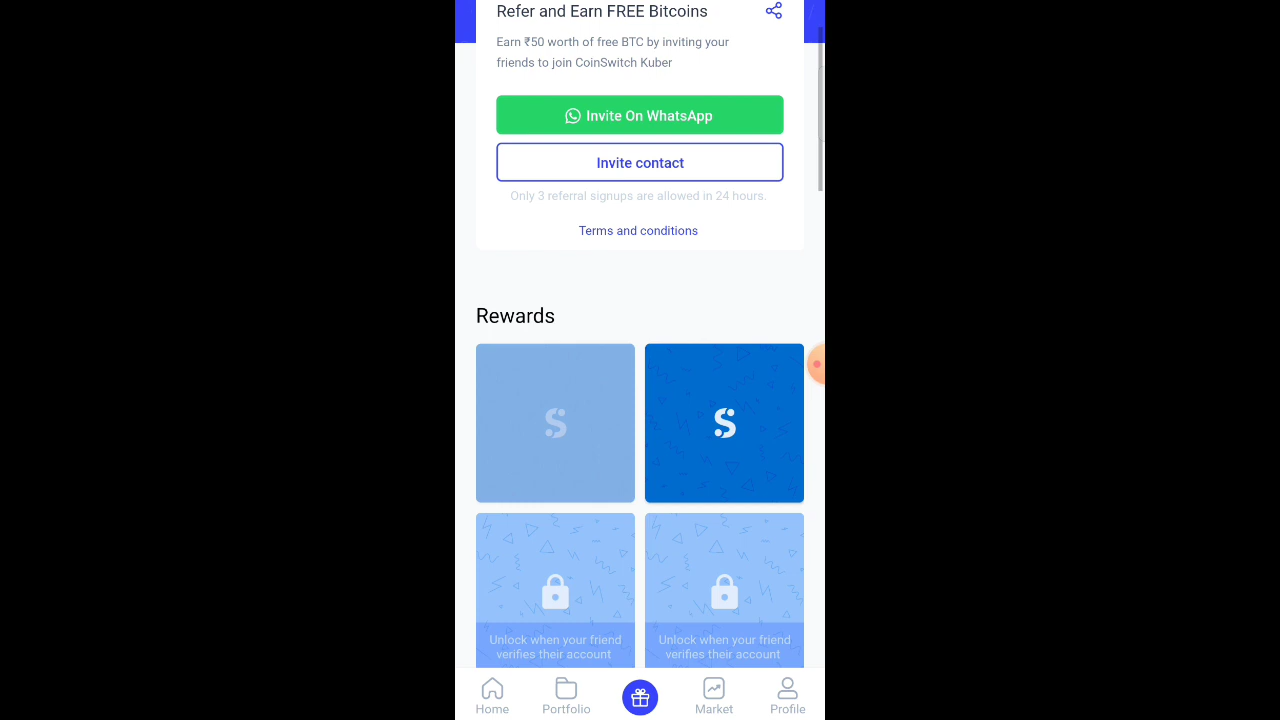 Refer and Earn FREE Bitcoins
Earn ₹50 worth of free BTC by inviting your
friends to join CoinSwitch Kuber
Invite On WhatsApp
Invite contact
Only 3 referral signups are allowed in 24 hours.
Terms and conditions
Rewards
Unlock when your friend
verifies their account
Unlock when your friend
verifies their account
Home
Portfolio
Market
Profile